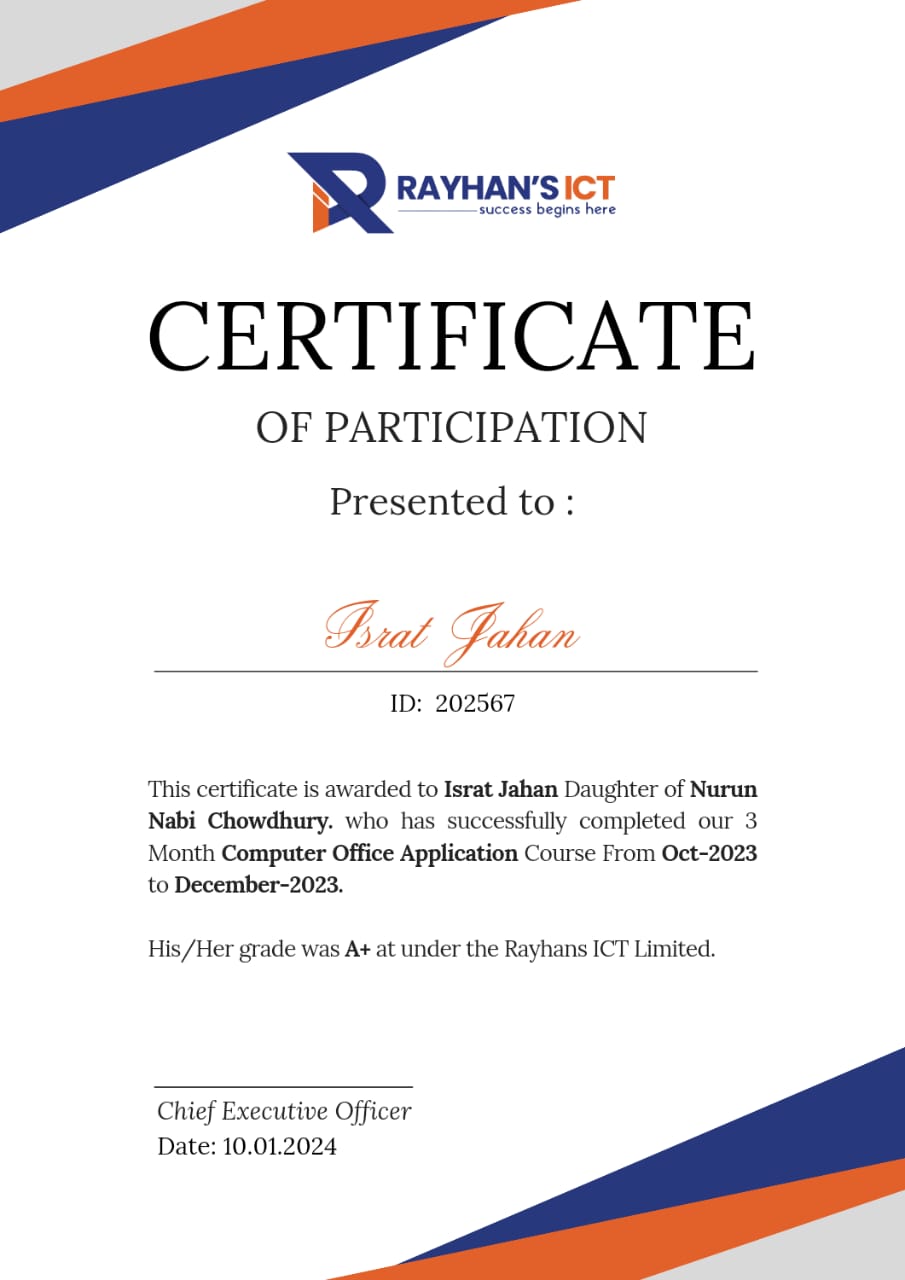 RAYHAN'S ICT
success begins here
CERTIFICATE
OF PARTICIPATION
Presented to :
Israt Jahan
ID: 202567
This certificate is awarded to Israt Jahan Daughter of Nurun
Nabi Chowdhury. who has successfully completed our 3
Month Computer Office Application Course From Oct-2023
to December-2023.
His/Her grade was A+ at under the Rayhans ICT Limited.
Chief Executive Officer
Date: 10.01.2024